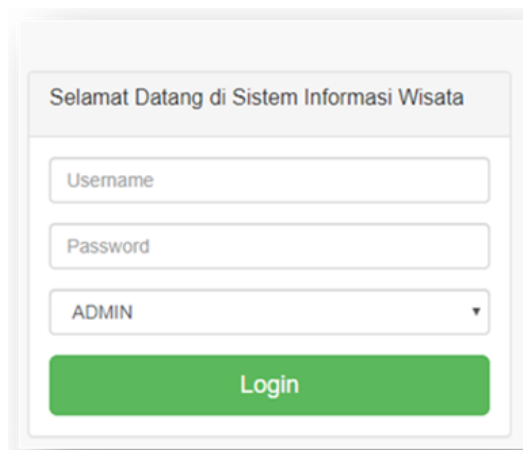 Selamat Datang di Sistem Informasi Wisata
Username
Password
ADMIN
Login